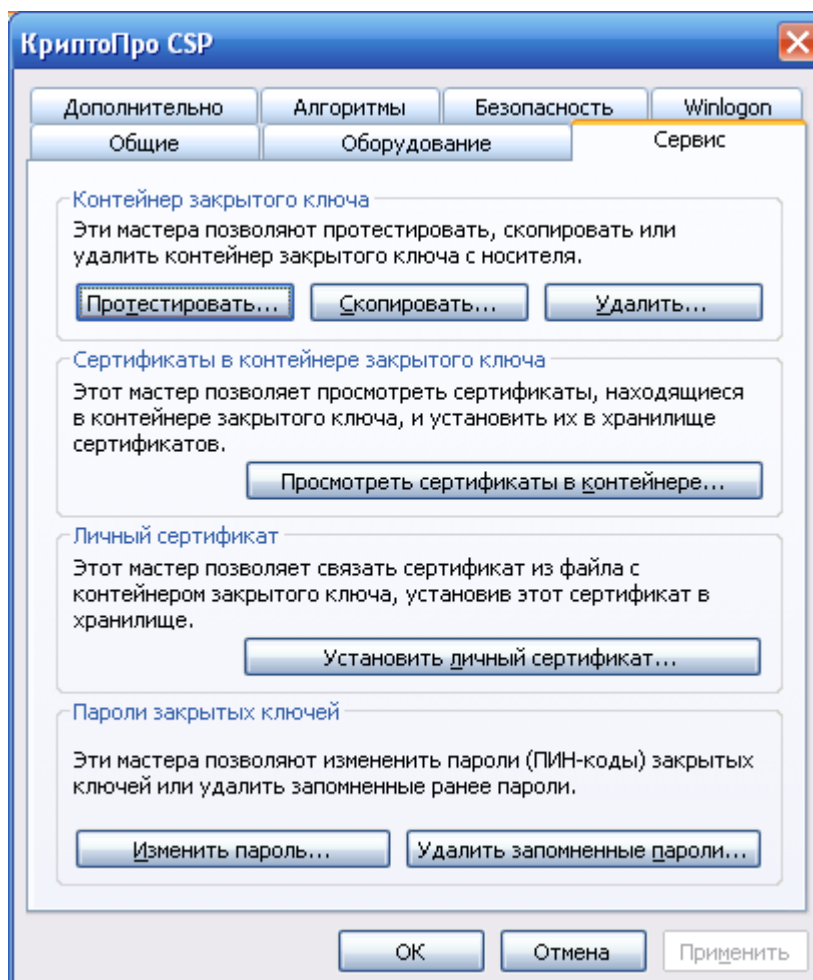 КриптоПро CSP
Дополнительно Алгоритмы Безопасность Winlogon
Общие Оборудование Сервис
Контейнер закрытого ключа
Эти мастера позволяют протестировать, скопировать или
удалить контейнер закрытого ключа с носителя.
Протестировать... Скопировать... Удалить...
Сертификаты в контейнере закрытого ключа
Этот мастер позволяет просмотреть сертификаты, находящиеся
в контейнере закрытого ключа, и установить их в хранилище
сертификатов.
Просмотреть сертификаты в контейнере...
Личный сертификат
Этот мастер позволяет связать сертификат из файла с
контейнером закрытого ключа, установив этот сертификат в
хранилище.
Установить личный сертификат...
Пароли закрытых ключей
Эти мастера позволяют измененить пароли (ПИН-коды) закрытых
ключей или удалить запомненные ранее пароли.
Изменить пароль... Удалить запомненные пароли...
ОК Отмена Применить